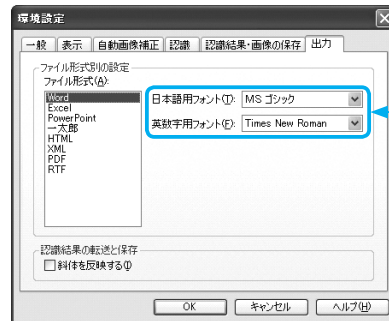 環境設定
一般 表示 自動画像補正 認識 認識結果・画像の保存 出力
ファイル形式別の設定
ファイル形式(A):
Word
Excel
PowerPoint
一太郎
HTML
XML
PDF
RTF
日本語用フォント(T): MS ゴシック
英数字用フォント(F): Times New Roman
認識結果の転送と保存
斜体を反映する(I)
OK キャンセル ヘルプ(H)